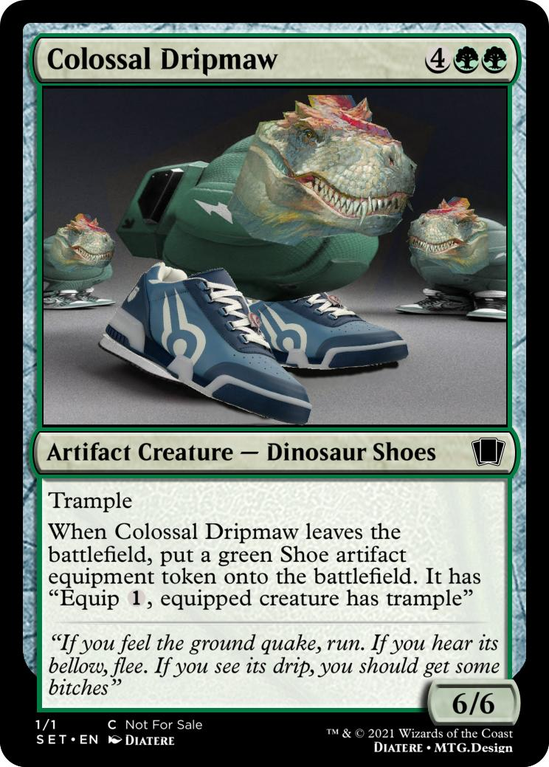 Colossal Dripmaw 4
Artifact Creature — Dinosaur Shoes
Trample
When Colossal Dripmaw leaves the
battlefield, put a green Shoe artifact
equipment token onto the battlefield. It has
“Equip 1, equipped creature has trample”
“If you feel the ground quake, run. If you hear its
bellow, flee. If you see its drip, you should get some
bitches”
6/6
1/1 C Not For Sale
SET • EN Diatere
™ & © 2021 Wizards of the Coast
Diatere • MTG.Design